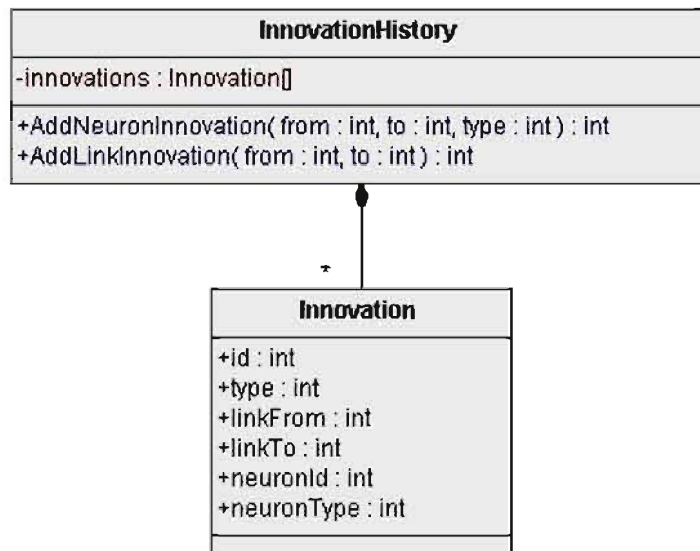 InnovationHistory
-innovations : Innovation[]
+AddNeuronInnovation( from : int, to : int, type : int ) : int
+AddLinkInnovation( from : int, to : int ) : int
*
Innovation
+id : int
+type : int
+linkFrom : int
+linkTo : int
+neuronId : int
+neuronType : int